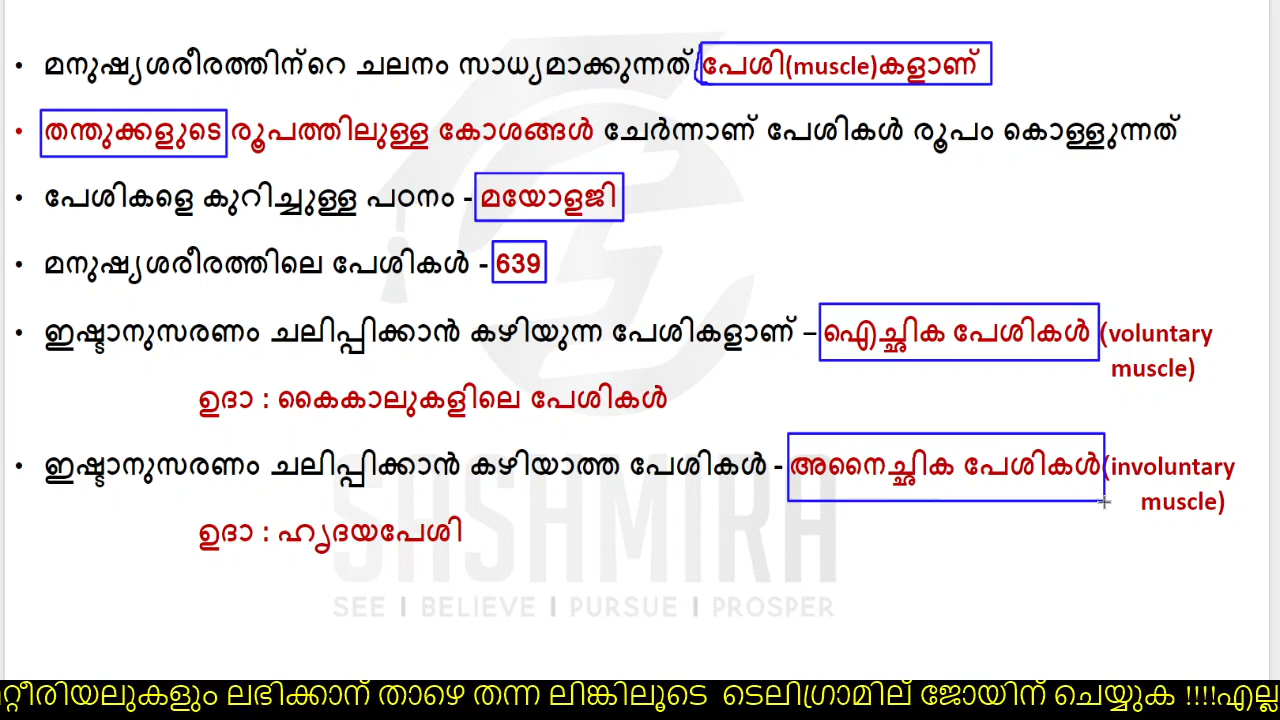 • മനുഷ്യശരീരത്തിന്റെ ചലനം സാധ്യമാക്കുന്നത് പേശി(muscle)കളാണ്
• തന്തുക്കളുടെ രൂപത്തിലുള്ള കോശങ്ങൾ ചേർന്നാണ് പേശികൾ രൂപം കൊള്ളുന്നത്
• പേശികളെ കുറിച്ചുള്ള പഠനം - മയോളജി
• മനുഷ്യശരീരത്തിലെ പേശികൾ - 639
• ഇഷ്ടാനുസരണം ചലിപ്പിക്കാൻ കഴിയുന്ന പേശികളാണ് – ഐച്ഛിക പേശികൾ (voluntary
muscle)
ഉദാ : കൈകാലുകളിലെ പേശികൾ
• ഇഷ്ടാനുസരണം ചലിപ്പിക്കാൻ കഴിയാത്ത പേശികൾ - അനൈച്ഛിക പേശികൾ (involuntary
muscle)
ഉദാ : ഹൃദയപേശി
SASHMIRA
SEE | BELIEVE | PURSUE | PROSPER
റ്റീരിയലുകളും ലഭിക്കാന് താഴെ തന്ന ലിങ്കിലൂടെ ടെലിഗ്രാമില് ജോയിന് ചെയ്യുക !!!!എല്ല